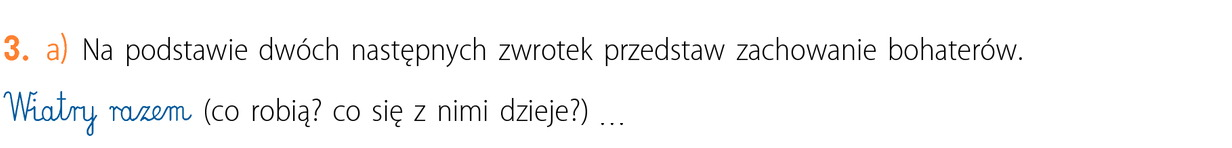 3. a) Na podstawie dwóch następnych zwrotek przedstaw zachowanie bohaterów.
Wiatry razem (co robią? co się z nimi dzieje?) ...